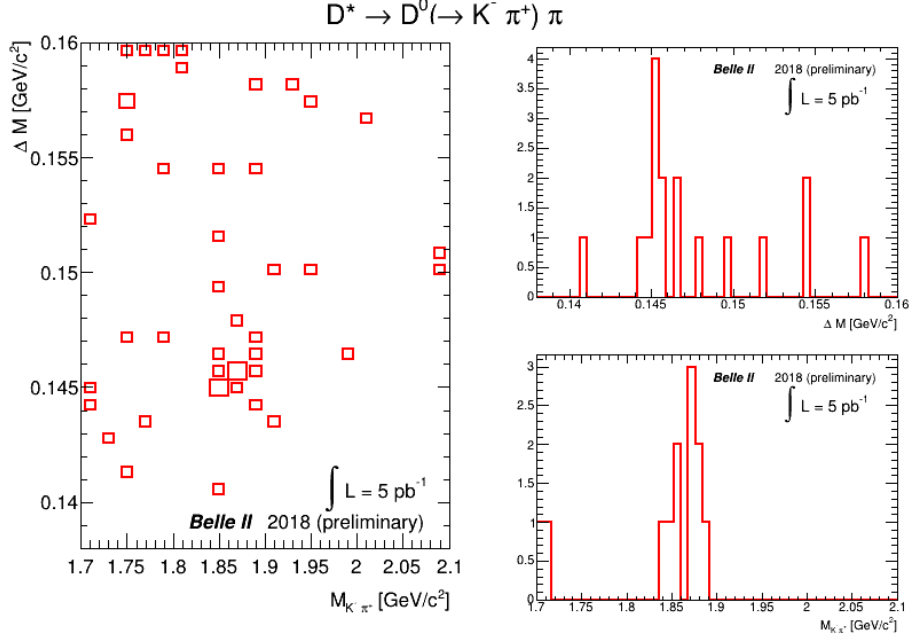 D* → D⁰(→ K⁻ π⁺) π
Δ M [GeV/c²]
0.16
0.155
0.15
0.145
0.14
∫ L = 5 pb⁻¹
Belle II 2018 (preliminary)
1.7 1.75 1.8 1.85 1.9 1.95 2 2.05 2.1
M K⁻ π⁺ [GeV/c²]
Belle II 2018 (preliminary)
∫ L = 5 pb⁻¹
4
3.5
3
2.5
2
1.5
1
0.5
0
0.14 0.145 0.15 0.155 0.16
Δ M [GeV/c²]
Belle II 2018 (preliminary)
∫ L = 5 pb⁻¹
3
2.5
2
1.5
1
0.5
0
1.7 1.75 1.8 1.85 1.9 1.95 2 2.05 2.1
M K π⁺ [GeV/c²]